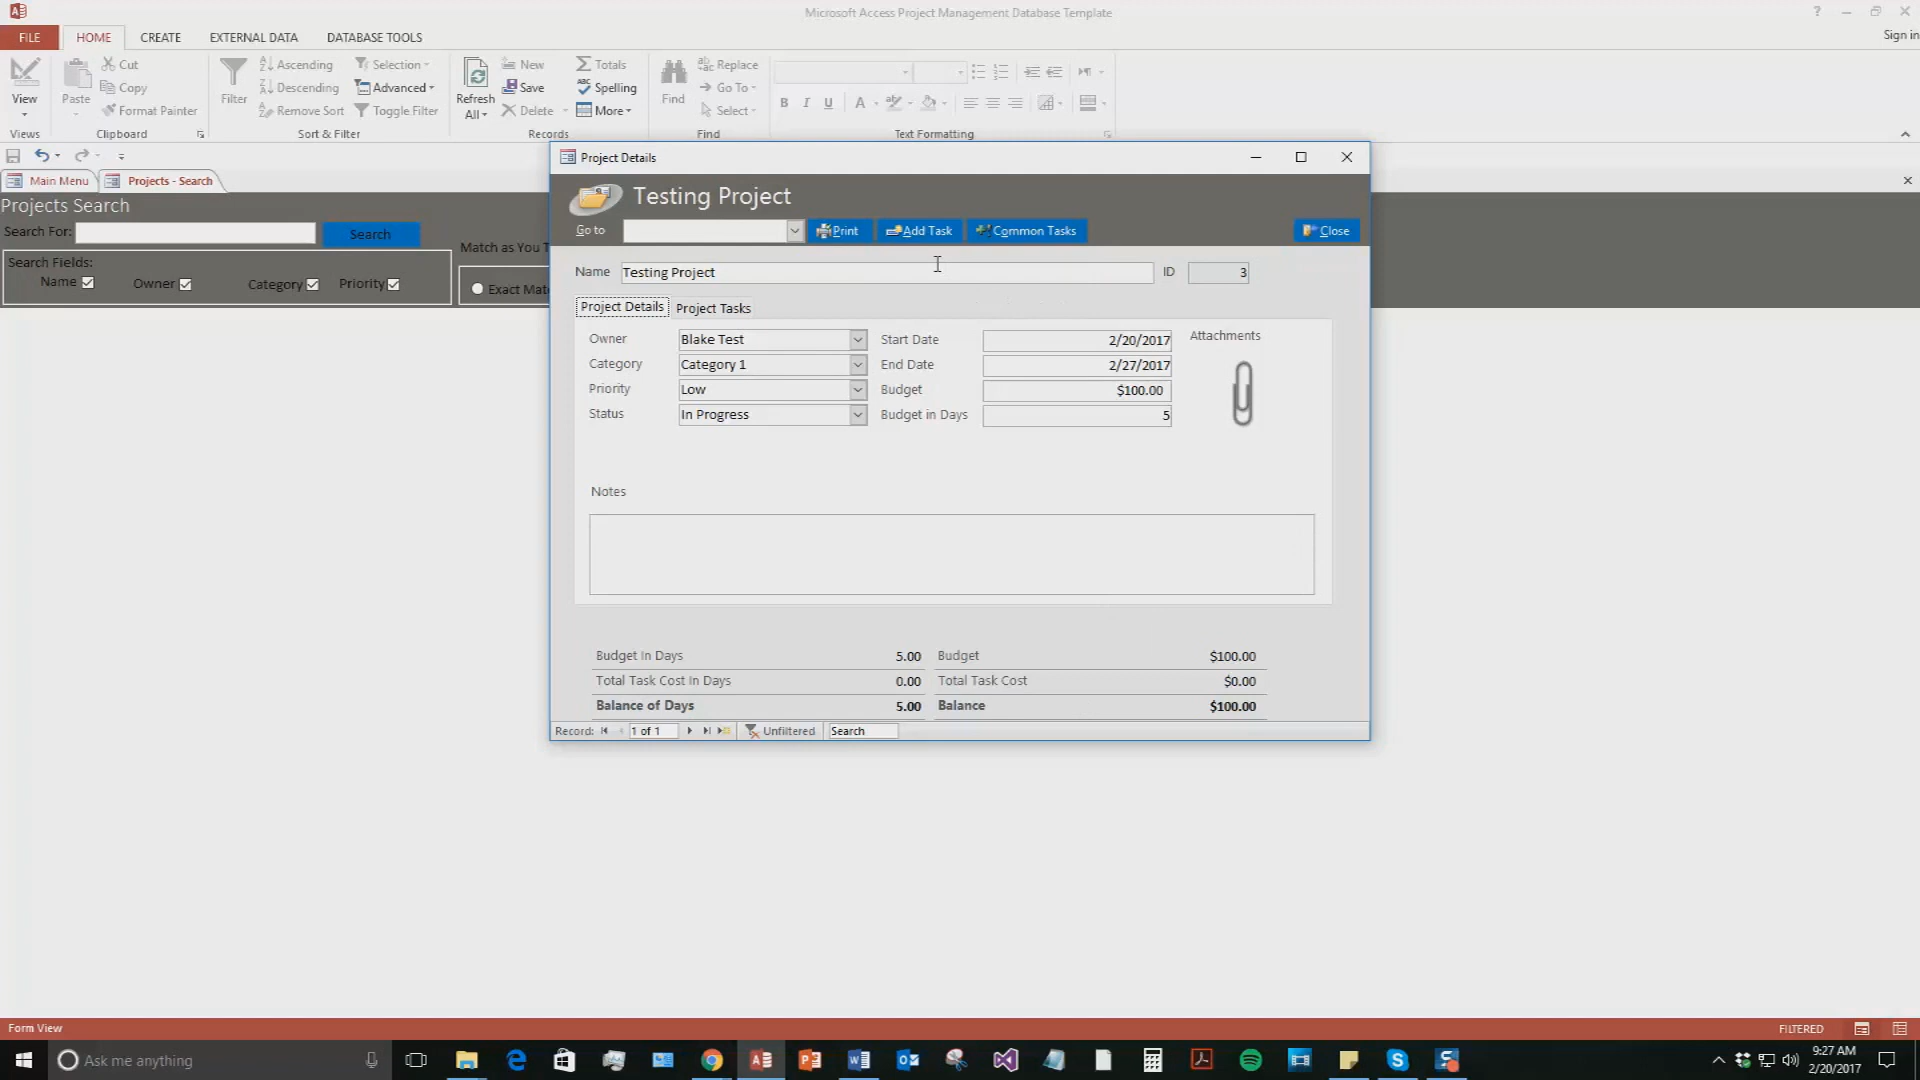 Microsoft Access Project Management Database Template
?
FILE HOME CREATE EXTERNAL DATA DATABASE TOOLS Sign in
View
Views
Paste
Cut
Copy
Format Painter
Clipboard
Filter
Ascending
Descending
Remove Sort
Selection
Advanced
Toggle Filter
Sort & Filter
Refresh
All
New
Save
Delete
Totals
Spelling
More
Records
Find
Replace
Go To
Select
Find
B I U A
Text Formatting
Main Menu Projects - Search
Projects Search
Search For: Search
Match as You T
Search Fields:
Name Owner Category Priority
Exact Mat
Project Details
Testing Project
Go to Print Add Task Common Tasks Close
Name Testing Project ID 3
Project Details Project Tasks
Owner Blake Test Start Date 2/20/2017 Attachments
Category Category 1 End Date 2/27/2017
Priority Low Budget $100.00
Status In Progress Budget in Days 5
Notes
Budget In Days 5.00 Budget $100.00
Total Task Cost In Days 0.00 Total Task Cost $0.00
Balance of Days 5.00 Balance $100.00
Record: 1 of 1 Unfiltered Search
Form View FILTERED
Ask me anything
9:27 AM
2/20/2017